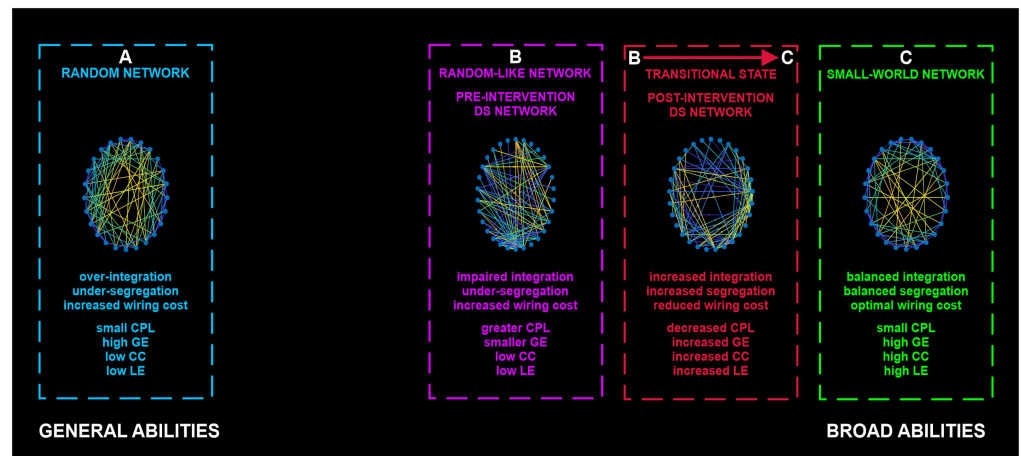 A
RANDOM NETWORK
over-integration
under-segregation
increased wiring cost
small CPL
high GE
low CC
low LE
GENERAL ABILITIES
B
RANDOM-LIKE NETWORK
PRE-INTERVENTION
DS NETWORK
impaired integration
under-segregation
increased wiring cost
greater CPL
smaller GE
low CC
low LE
B C
TRANSITIONAL STATE
POST-INTERVENTION
DS NETWORK
increased integration
increased segregation
reduced wiring cost
decreased CPL
increased GE
increased CC
increased LE
C
SMALL-WORLD NETWORK
balanced integration
balanced segregation
optimal wiring cost
small CPL
high GE
high CC
high LE
BROAD ABILITIES